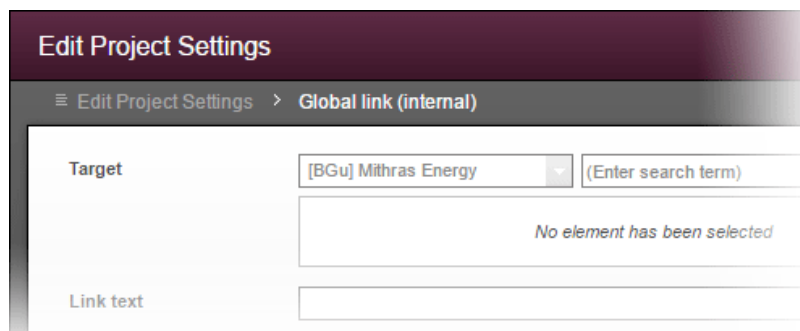 Edit Project Settings
Edit Project Settings > Global link (internal)
Target [BGu] Mithras Energy (Enter search term)
No element has been selected
Link text